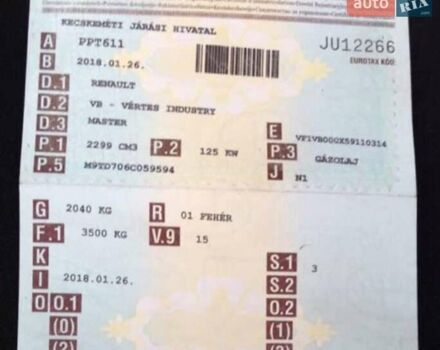 auto RIA
KECSKEMÉTI JÁRÁSI HIVATAL
A PPT611
JU12266
B 2018.01.26.
EUROTAX KÓD:
D.1 RENAULT
D.2 VB - VÉRTES INDUSTRY
D.3 MASTER
E VF1VB000X59110314
P.1 2299 CM3 P.2 125 KW P.3 GÁZOLAJ
P.5 M9TD706C059594 J N1
G 2040 KG R 01 FEHÉR
F.1 3500 KG V.9 15
K
S.1 3
I 2018.01.26.
S.2
O O.1 O.2
(0) (1)
(2)